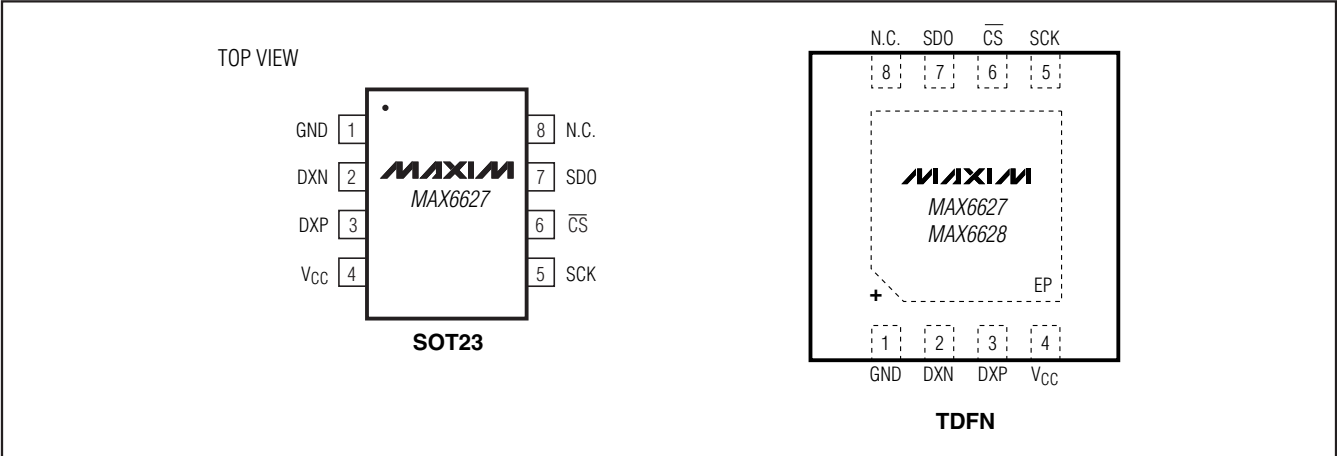 TOP VIEW
GND 1
DXN 2
DXP 3
VCC 4
8 N.C.
7 SDO
6 C̅S̅
5 SCK
MAXIM
MAX6627
SOT23
N.C. SDO C̅S̅ SCK
8 7 6 5
MAXIM
MAX6627
MAX6628
EP
+
1 2 3 4
GND DXN DXP VCC
TDFN